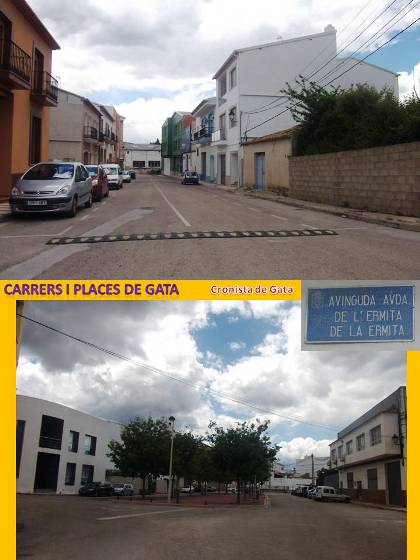 CARRERS I PLACES DE GATA
Cronista de Gata
AVINGUDA AVDA.
DE L'ERMITA
DE LA ERMITA